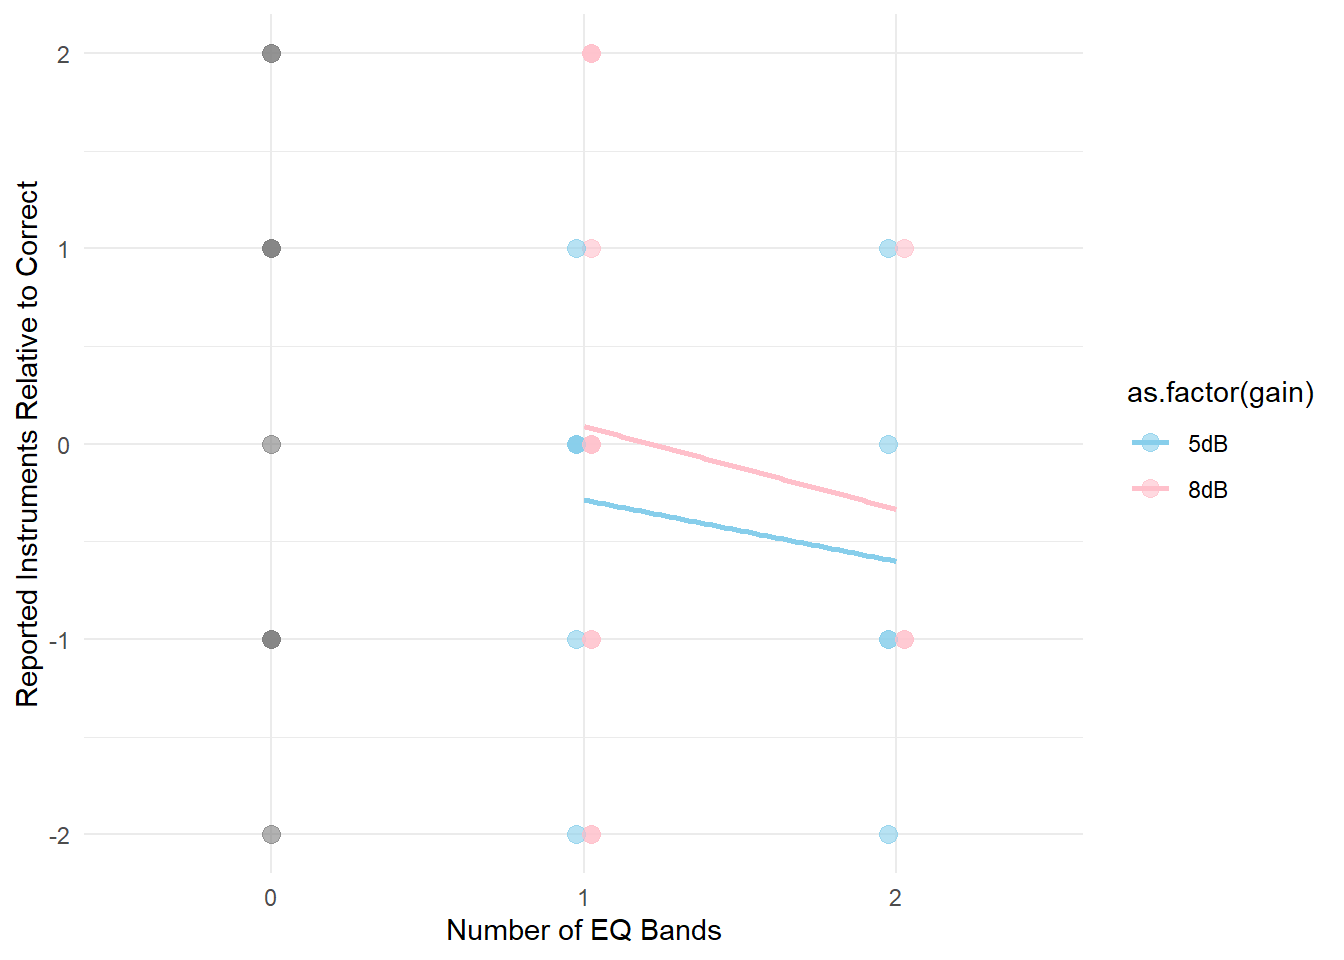 Reported Instruments Relative to Correct
2
1
0
-1
-2
0
1
2
Number of EQ Bands
as.factor(gain)
5dB
8dB